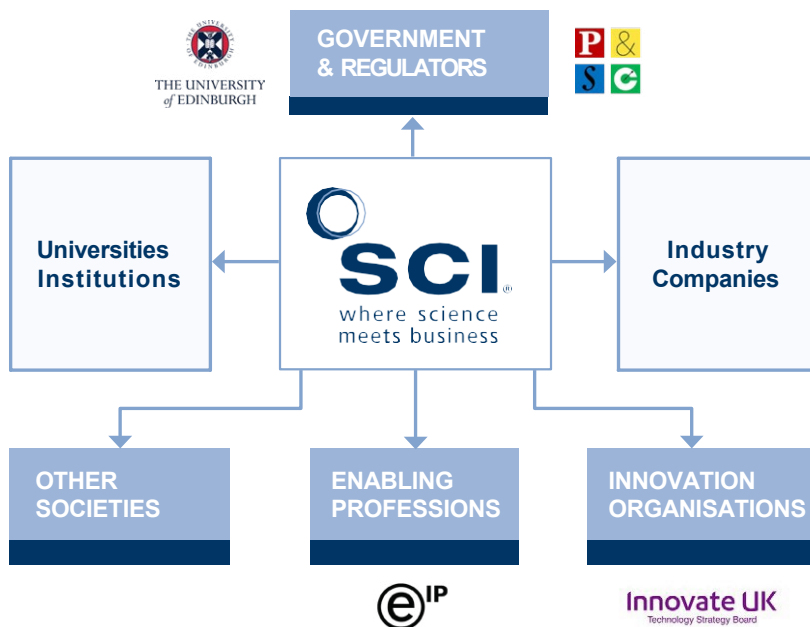 THE UNIVERSITY
of EDINBURGH
GOVERNMENT
& REGULATORS
P &
S C
Universities
Institutions
SCI®
where science
meets business
Industry
Companies
OTHER
SOCIETIES
ENABLING
PROFESSIONS
INNOVATION
ORGANISATIONS
e IP
Innovate UK
Technology Strategy Board